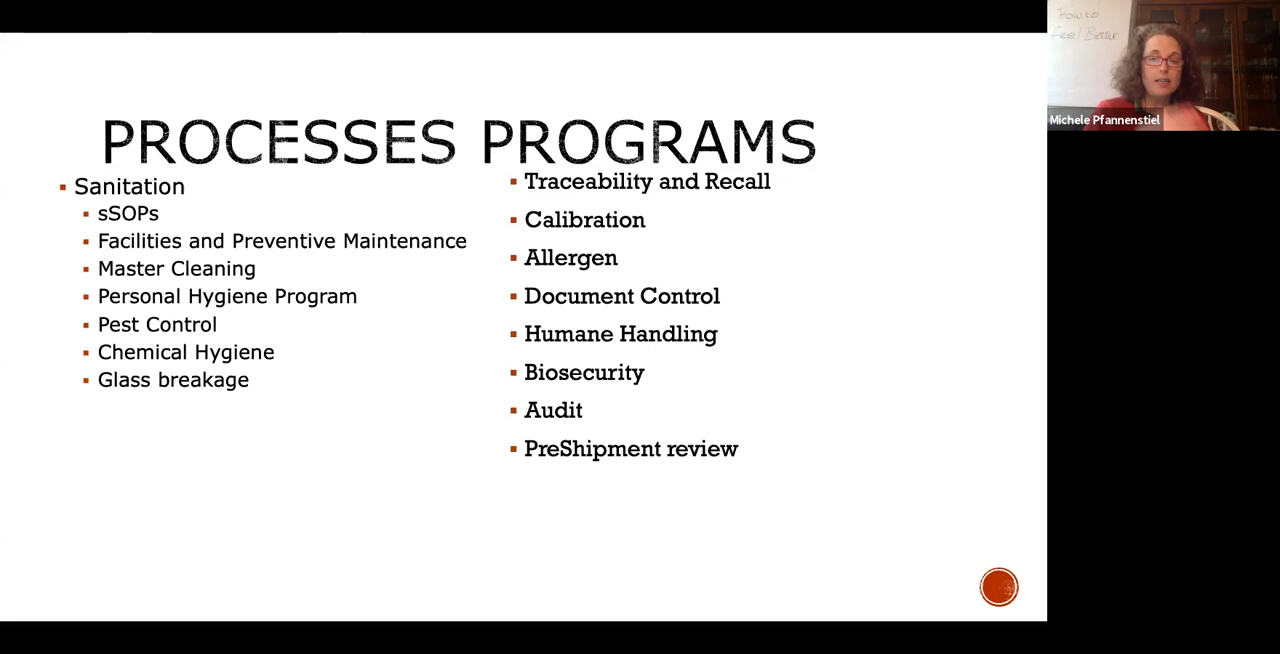 PROCESSES PROGRAMS
Sanitation
sSOPs
Facilities and Preventive Maintenance
Master Cleaning
Personal Hygiene Program
Pest Control
Chemical Hygiene
Glass breakage
Traceability and Recall
Calibration
Allergen
Document Control
Humane Handling
Biosecurity
Audit
PreShipment review
How to
Feel Better
Michele Pfannenstiel